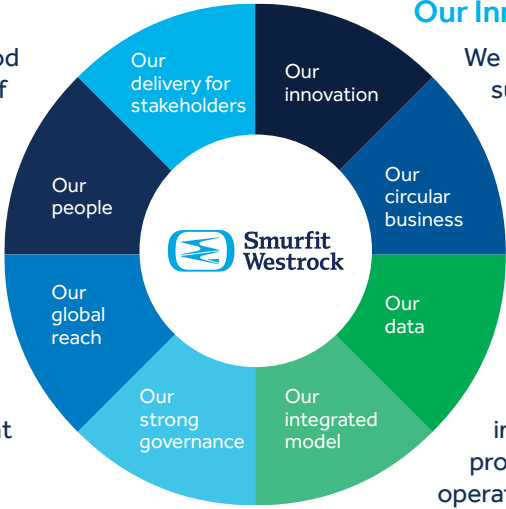 Our Inn
od
We
f
su
Our
delivery for
stakeholders
Our
innovation
Our
people
Our
circular
business
Smurfit
Westrock
Our
global
reach
Our
data
Our
strong
governance
Our
integrated
model
t
in
pro
operat